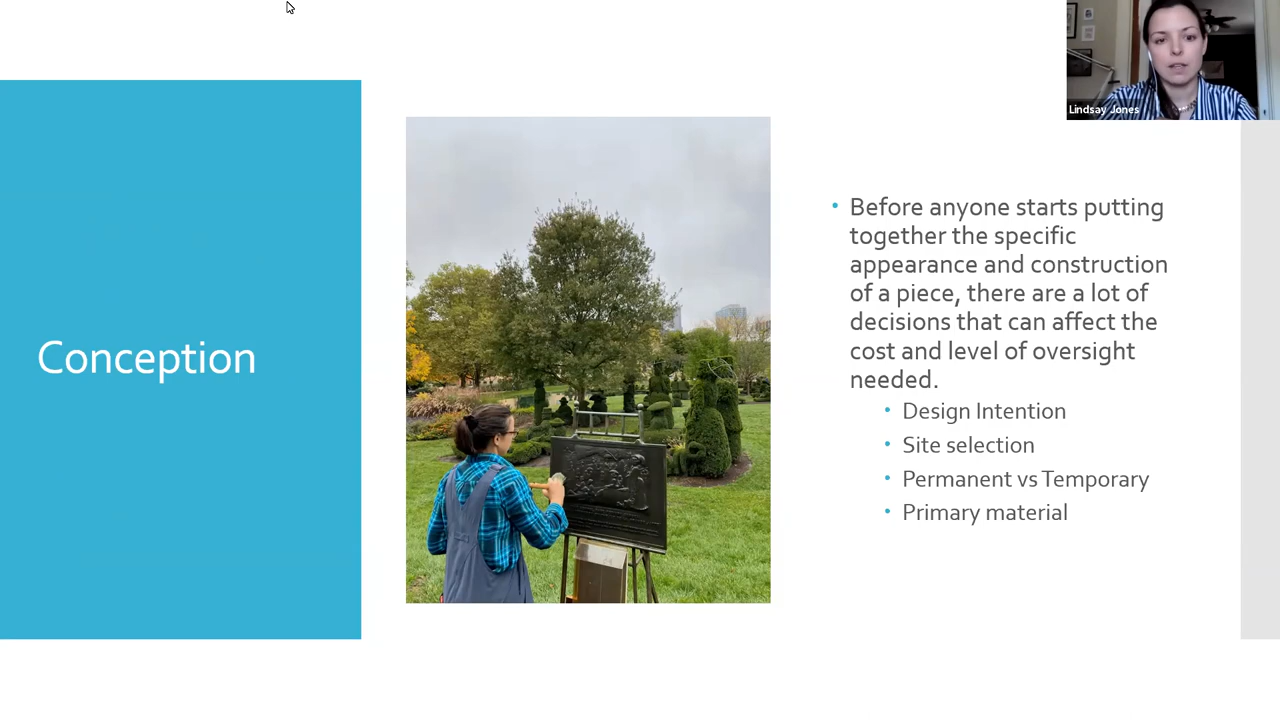 Lindsay Jones
Conception
Before anyone starts putting
together the specific
appearance and construction
of a piece, there are a lot of
decisions that can affect the
cost and level of oversight
needed.
Design Intention
Site selection
Permanent vs Temporary
Primary material